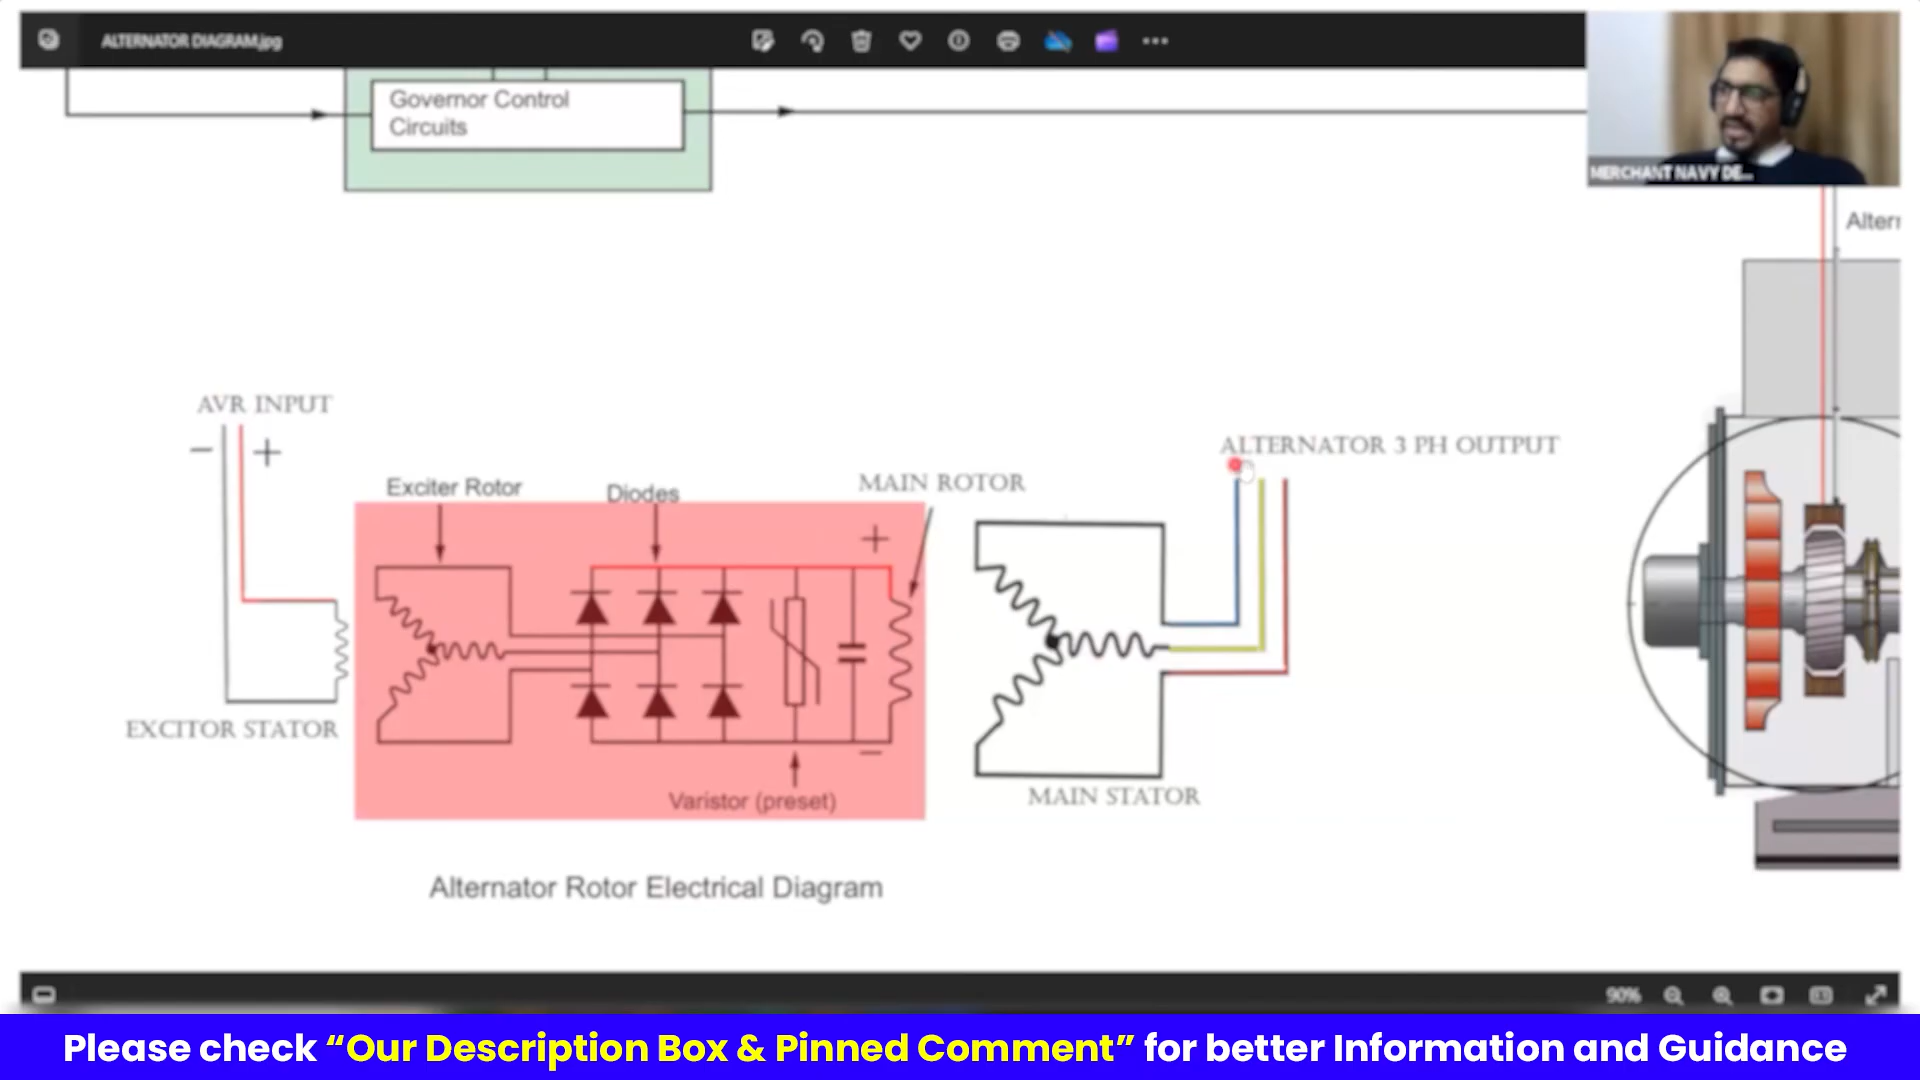 ALTERNATOR DIAGRAM.jpg
Governor Control
Circuits
MERCHANT NAVY DE...
Altern
AVR INPUT
− +
ALTERNATOR 3 PH OUTPUT
Exciter Rotor
Diodes
MAIN ROTOR
+
EXCITOR STATOR
−
Varistor (preset)
MAIN STATOR
Alternator Rotor Electrical Diagram
90%
Please check “Our Description Box & Pinned Comment” for better Information and Guidance